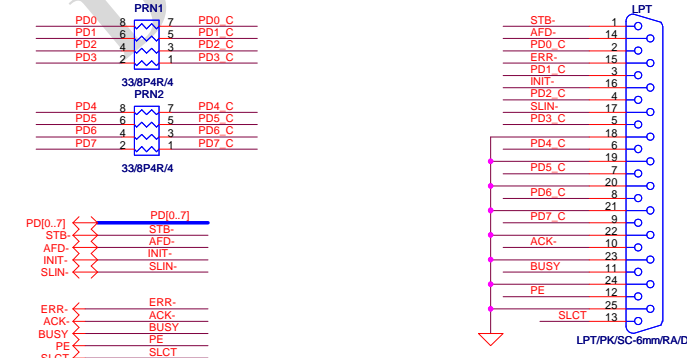 PRN1
PD0 8 7 PD0_C
PD1 6 5 PD1_C
PD2 4 3 PD2_C
PD3 2 1 PD3_C
33/8P4R/4
PRN2
PD4 8 7 PD4_C
PD5 6 5 PD5_C
PD6 4 3 PD6_C
PD7 2 1 PD7_C
33/8P4R/4
PD[0..7] PD[0..7]
STB- STB-
AFD- AFD-
INIT- INIT-
SLIN- SLIN-
ERR- ERR-
ACK- ACK-
BUSY BUSY
PE PE
SLCT SLCT
LPT
STB- 1
AFD- 14
PD0_C 2
ERR- 15
PD1_C 3
INIT- 16
PD2_C 4
SLIN- 17
PD3_C 5
18
PD4_C 6
19
PD5_C 7
20
PD6_C 8
21
PD7_C 9
22
ACK- 10
23
BUSY 11
24
PE 12
25
SLCT 13
LPT/PK/SC-6mm/RA/D